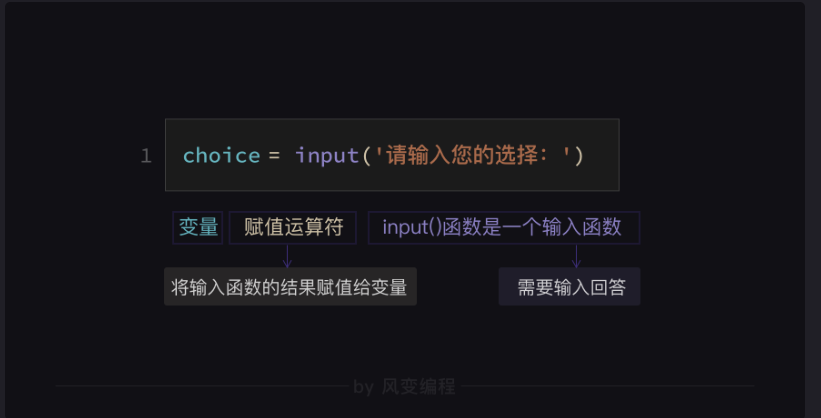 1 choice = input('请输入您的选择：')
变量 赋值运算符 input()函数是一个输入函数
将输入函数的结果赋值给变量 需要输入回答
by 风变编程